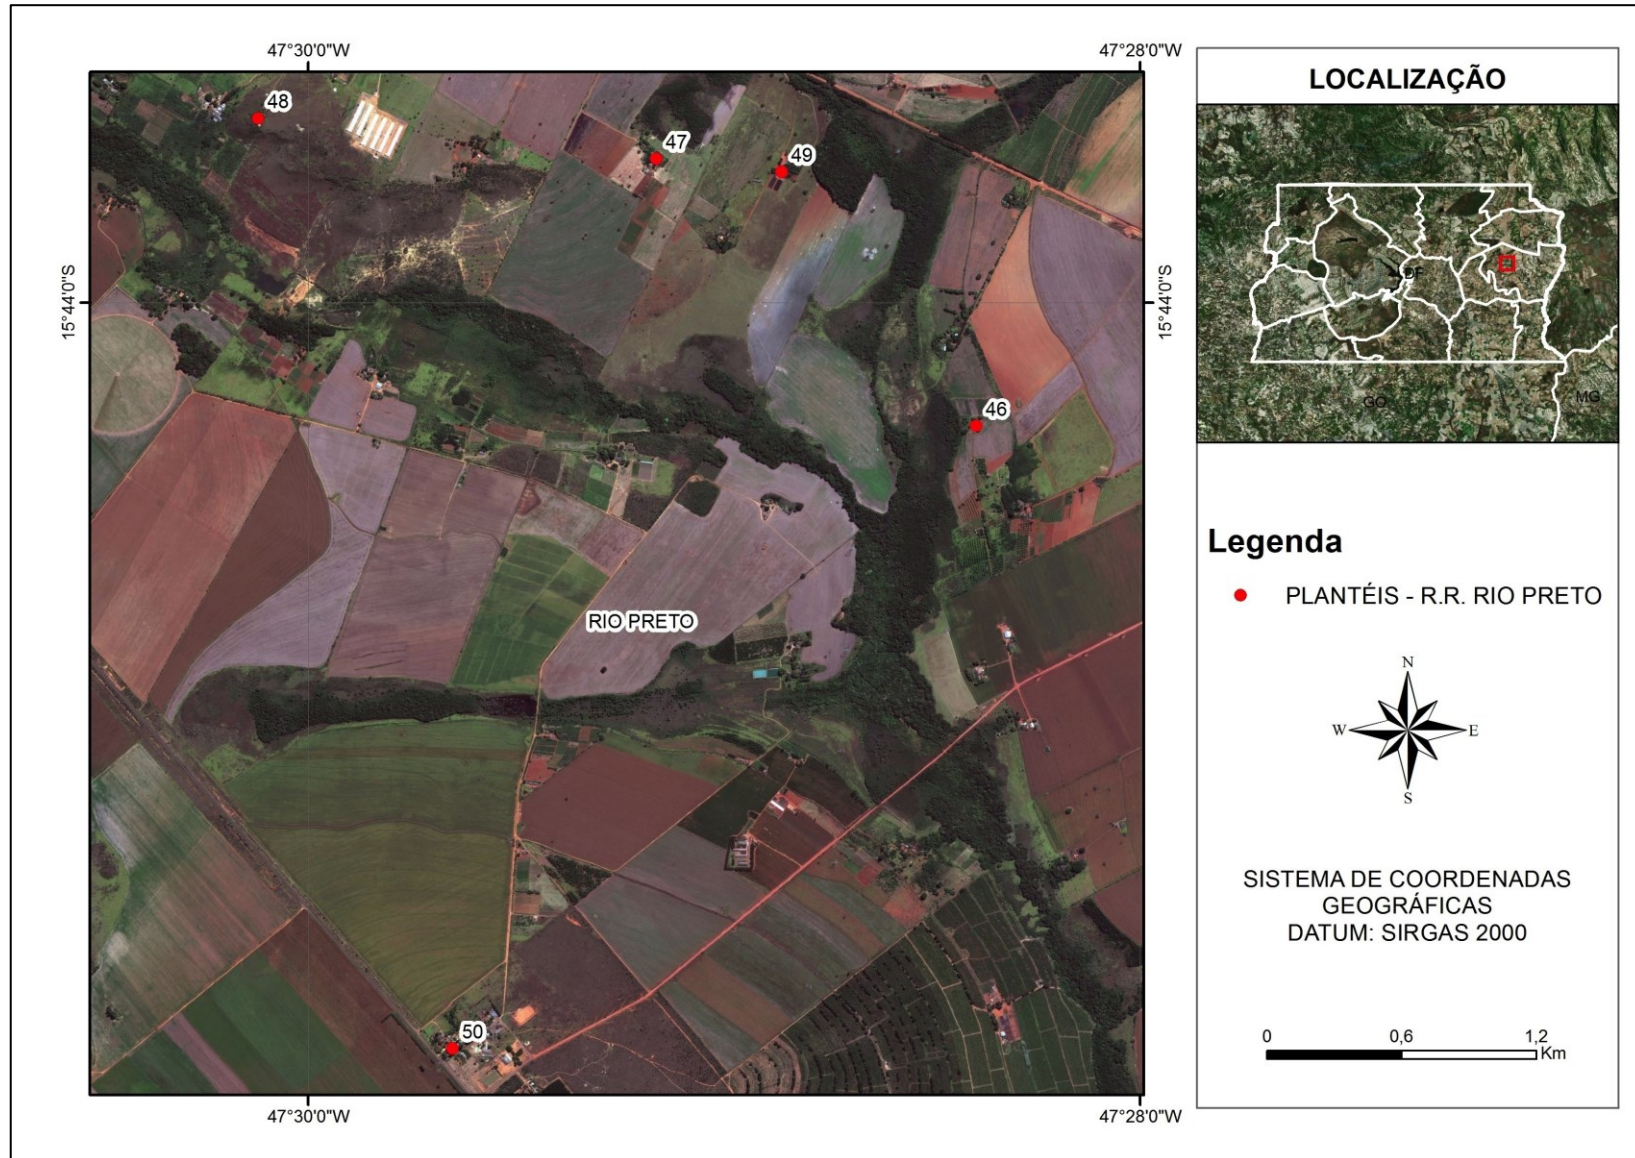 47°30'0"W
47°28'0"W
48
47
49
15°44'0"S
15°44'0"S
46
RIO PRETO
50
47°30'0"W
47°28'0"W
LOCALIZAÇÃO
DF
GO
MG
Legenda
PLANTÉIS - R.R. RIO PRETO
N
W
E
S
SISTEMA DE COORDENADAS
GEOGRÁFICAS
DATUM: SIRGAS 2000
0 0,6 1,2
Km